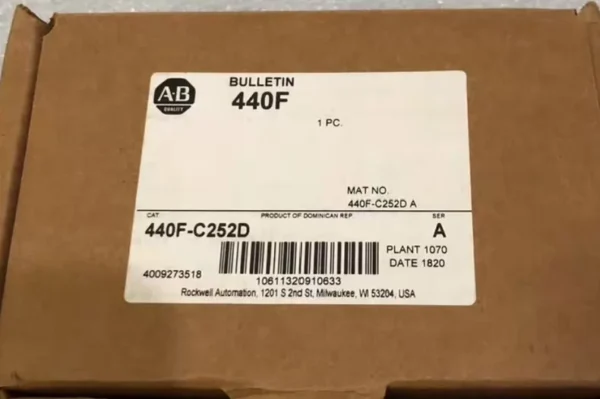 A·B
QUALITY
BULLETIN
440F
1 PC.
MAT NO.
440F-C252D A
CAT
PRODUCT OF DOMINICAN REP
SER
440F-C252D
A
PLANT 1070
DATE 1820
4009273518
10611320910633
Rockwell Automation, 1201 S 2nd St, Milwaukee, WI 53204, USA